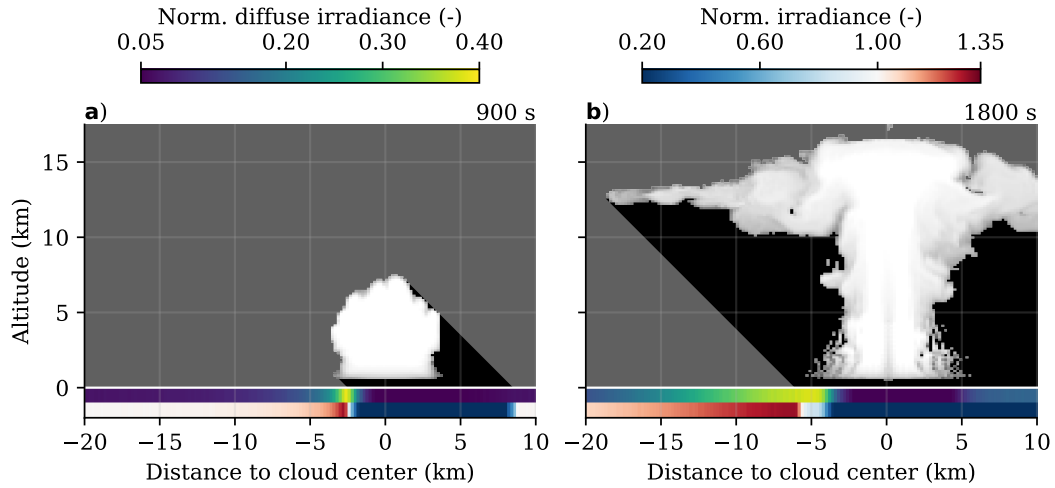 Norm. diffuse irradiance (-)
0.05 0.20 0.30 0.40
Norm. irradiance (-)
0.20 0.60 1.00 1.35
a) 900 s
b) 1800 s
15
10
5
0
Altitude (km)
−20 −15 −10 −5 0 5 10
−20 −15 −10 −5 0 5 10
Distance to cloud center (km)
Distance to cloud center (km)